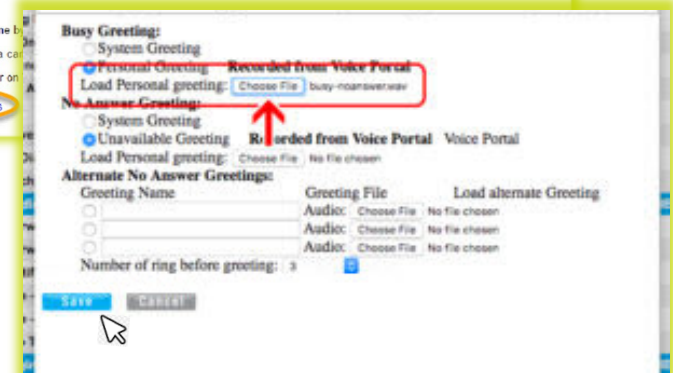 Busy Greeting:
System Greeting
Personal Greeting Recorded from Voice Portal
Load Personal greeting: Choose File busy-noanswer.wav
No Answer Greeting:
System Greeting
Unavailable Greeting Recorded from Voice Portal Voice Portal
Load Personal greeting: Choose File No file chosen
Alternate No Answer Greetings:
Greeting Name Greeting File Load alternate Greeting
Audio: Choose File No file chosen
Audio: Choose File No file chosen
Audio: Choose File No file chosen
Number of ring before greeting: 3
Save Cancel